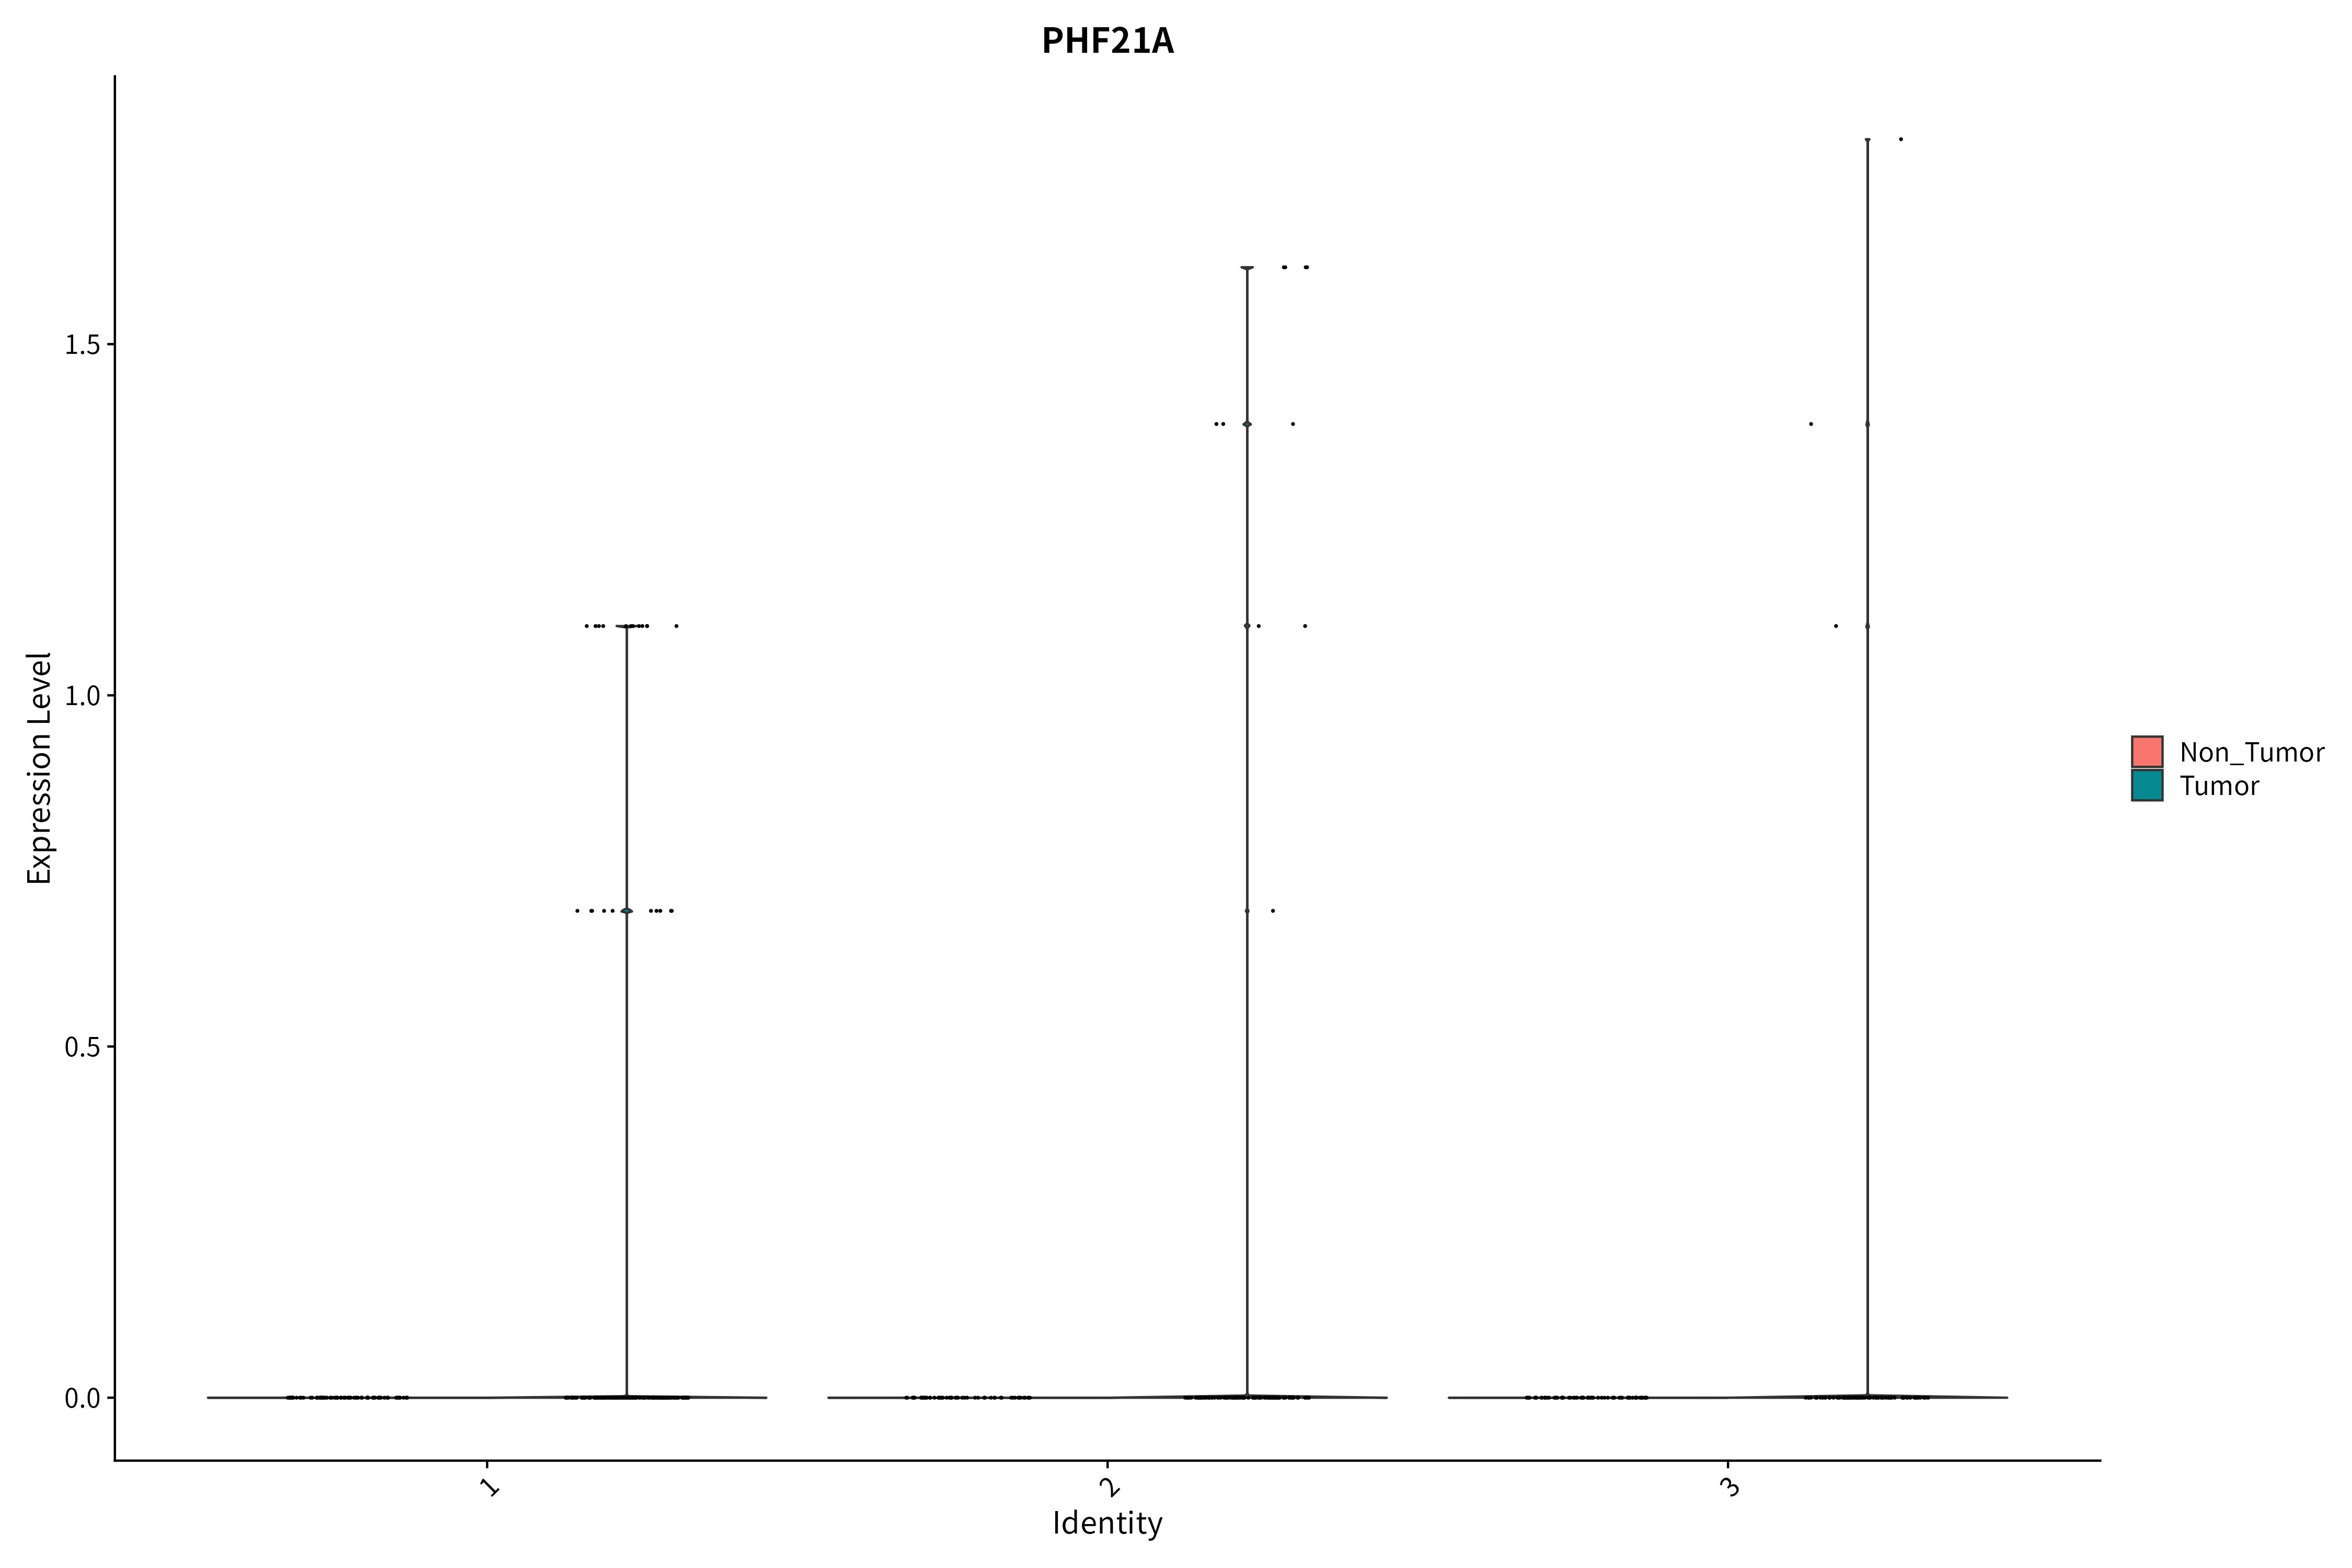 PHF21A
Expression Level
1.5
1.0
0.5
0.0
1
2
3
Identity
Non_Tumor
Tumor